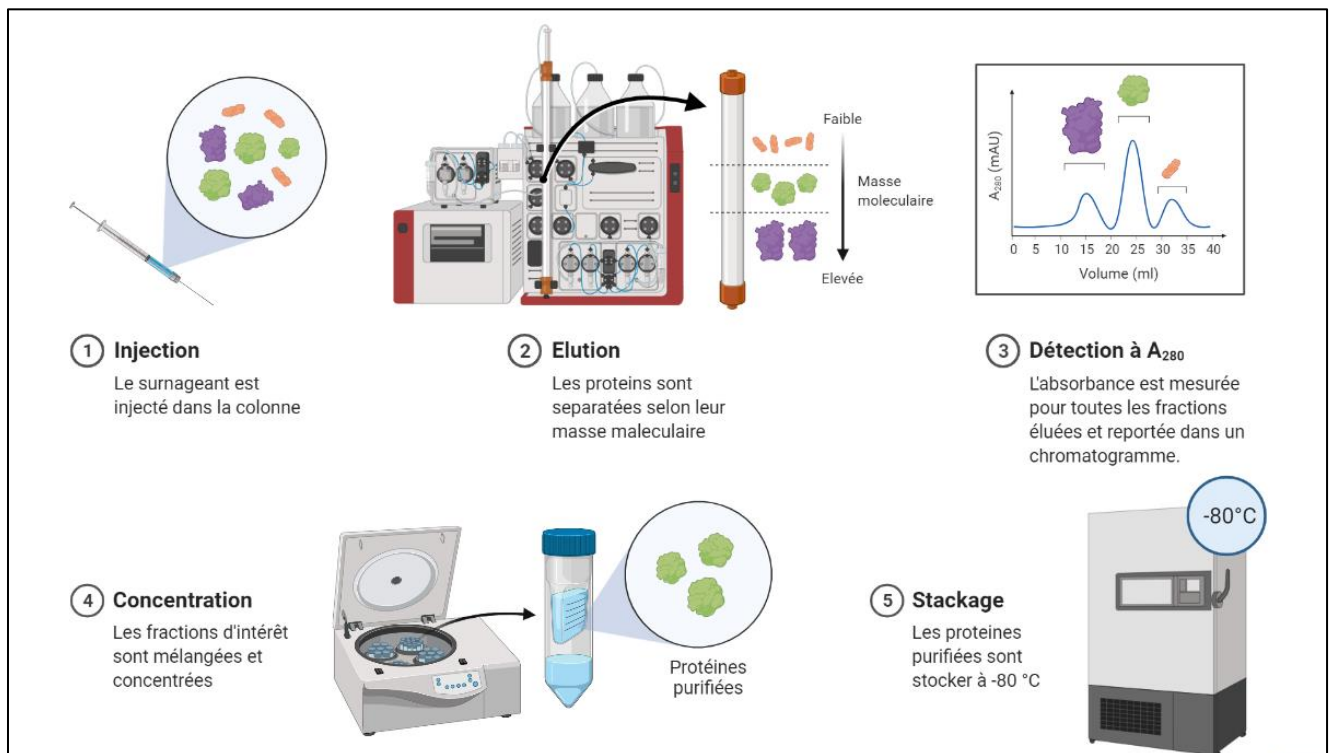 Faible
Masse
moleculaire
Elevée
A₂₈₀ (mAU)
0 5 10 15 20 25 30 35 40
Volume (ml)
1 Injection
Le surnageant est
injecté dans la colonne
2 Elution
Les proteins sont
separatées selon leur
masse maleculaire
3 Détection à A₂₈₀
L'absorbance est mesurée
pour toutes les fractions
éluées et reportée dans un
chromatogramme.
4 Concentration
Les fractions d'intérêt
sont mélangées et
concentrées
Protéines
purifiées
5 Stackage
Les proteines
purifiées sont
stocker à -80 °C
-80°C